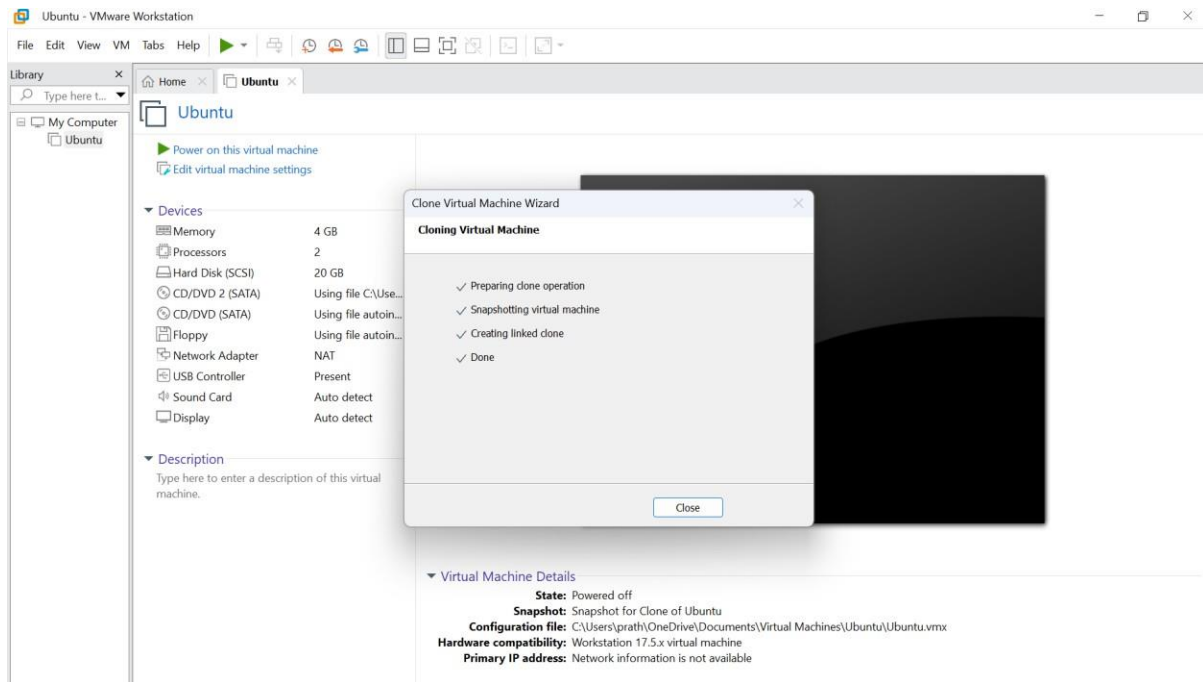 Ubuntu - VMware Workstation
File Edit View VM Tabs Help
Library
Type here t...
My Computer
Ubuntu
Home
Ubuntu
Ubuntu
Power on this virtual machine
Edit virtual machine settings
Devices
Memory 4 GB
Processors 2
Hard Disk (SCSI) 20 GB
CD/DVD 2 (SATA) Using file C:\Use...
CD/DVD (SATA) Using file autoin...
Floppy Using file autoin...
Network Adapter NAT
USB Controller Present
Sound Card Auto detect
Display Auto detect
Description
Type here to enter a description of this virtual
machine.
Clone Virtual Machine Wizard
Cloning Virtual Machine
Preparing clone operation
Snapshotting virtual machine
Creating linked clone
Done
Close
Virtual Machine Details
State: Powered off
Snapshot: Snapshot for Clone of Ubuntu
Configuration file: C:\Users\prath\OneDrive\Documents\Virtual Machines\Ubuntu\Ubuntu.vmx
Hardware compatibility: Workstation 17.5.x virtual machine
Primary IP address: Network information is not available